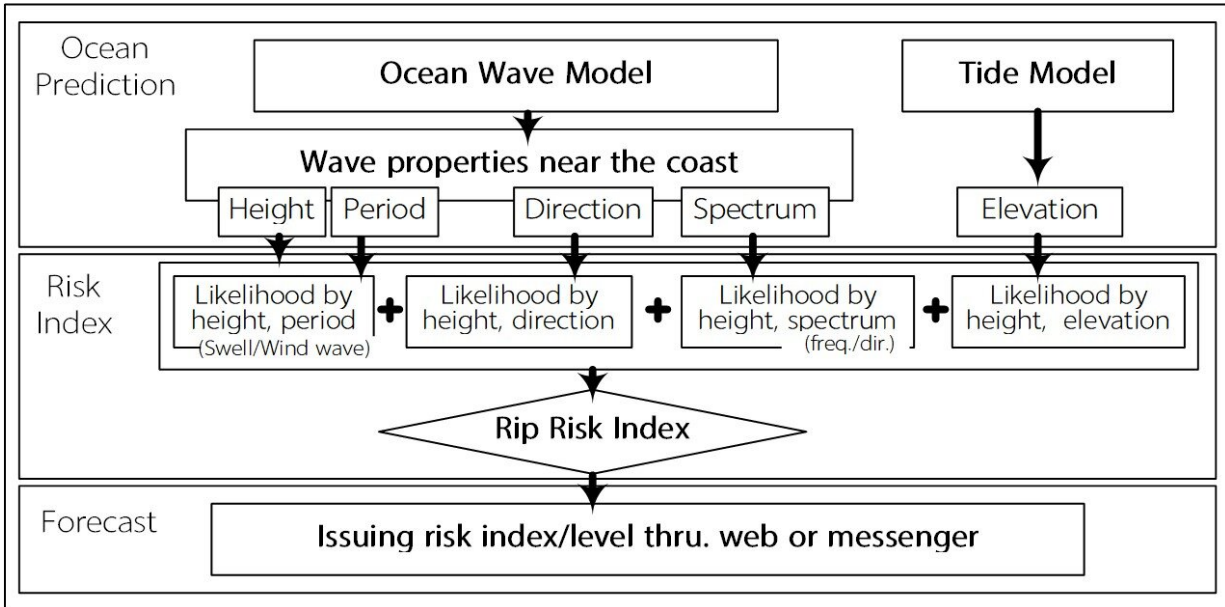 Ocean
Prediction
Ocean Wave Model
Tide Model
Wave properties near the coast
Height
Period
Direction
Spectrum
Elevation
Risk
Index
Likelihood by
height, period
(Swell/Wind wave)
+
Likelihood by
height, direction
+
Likelihood by
height, spectrum
(freq./dir.)
+
Likelihood by
height, elevation
Rip Risk Index
Forecast
Issuing risk index/level thru. web or messenger